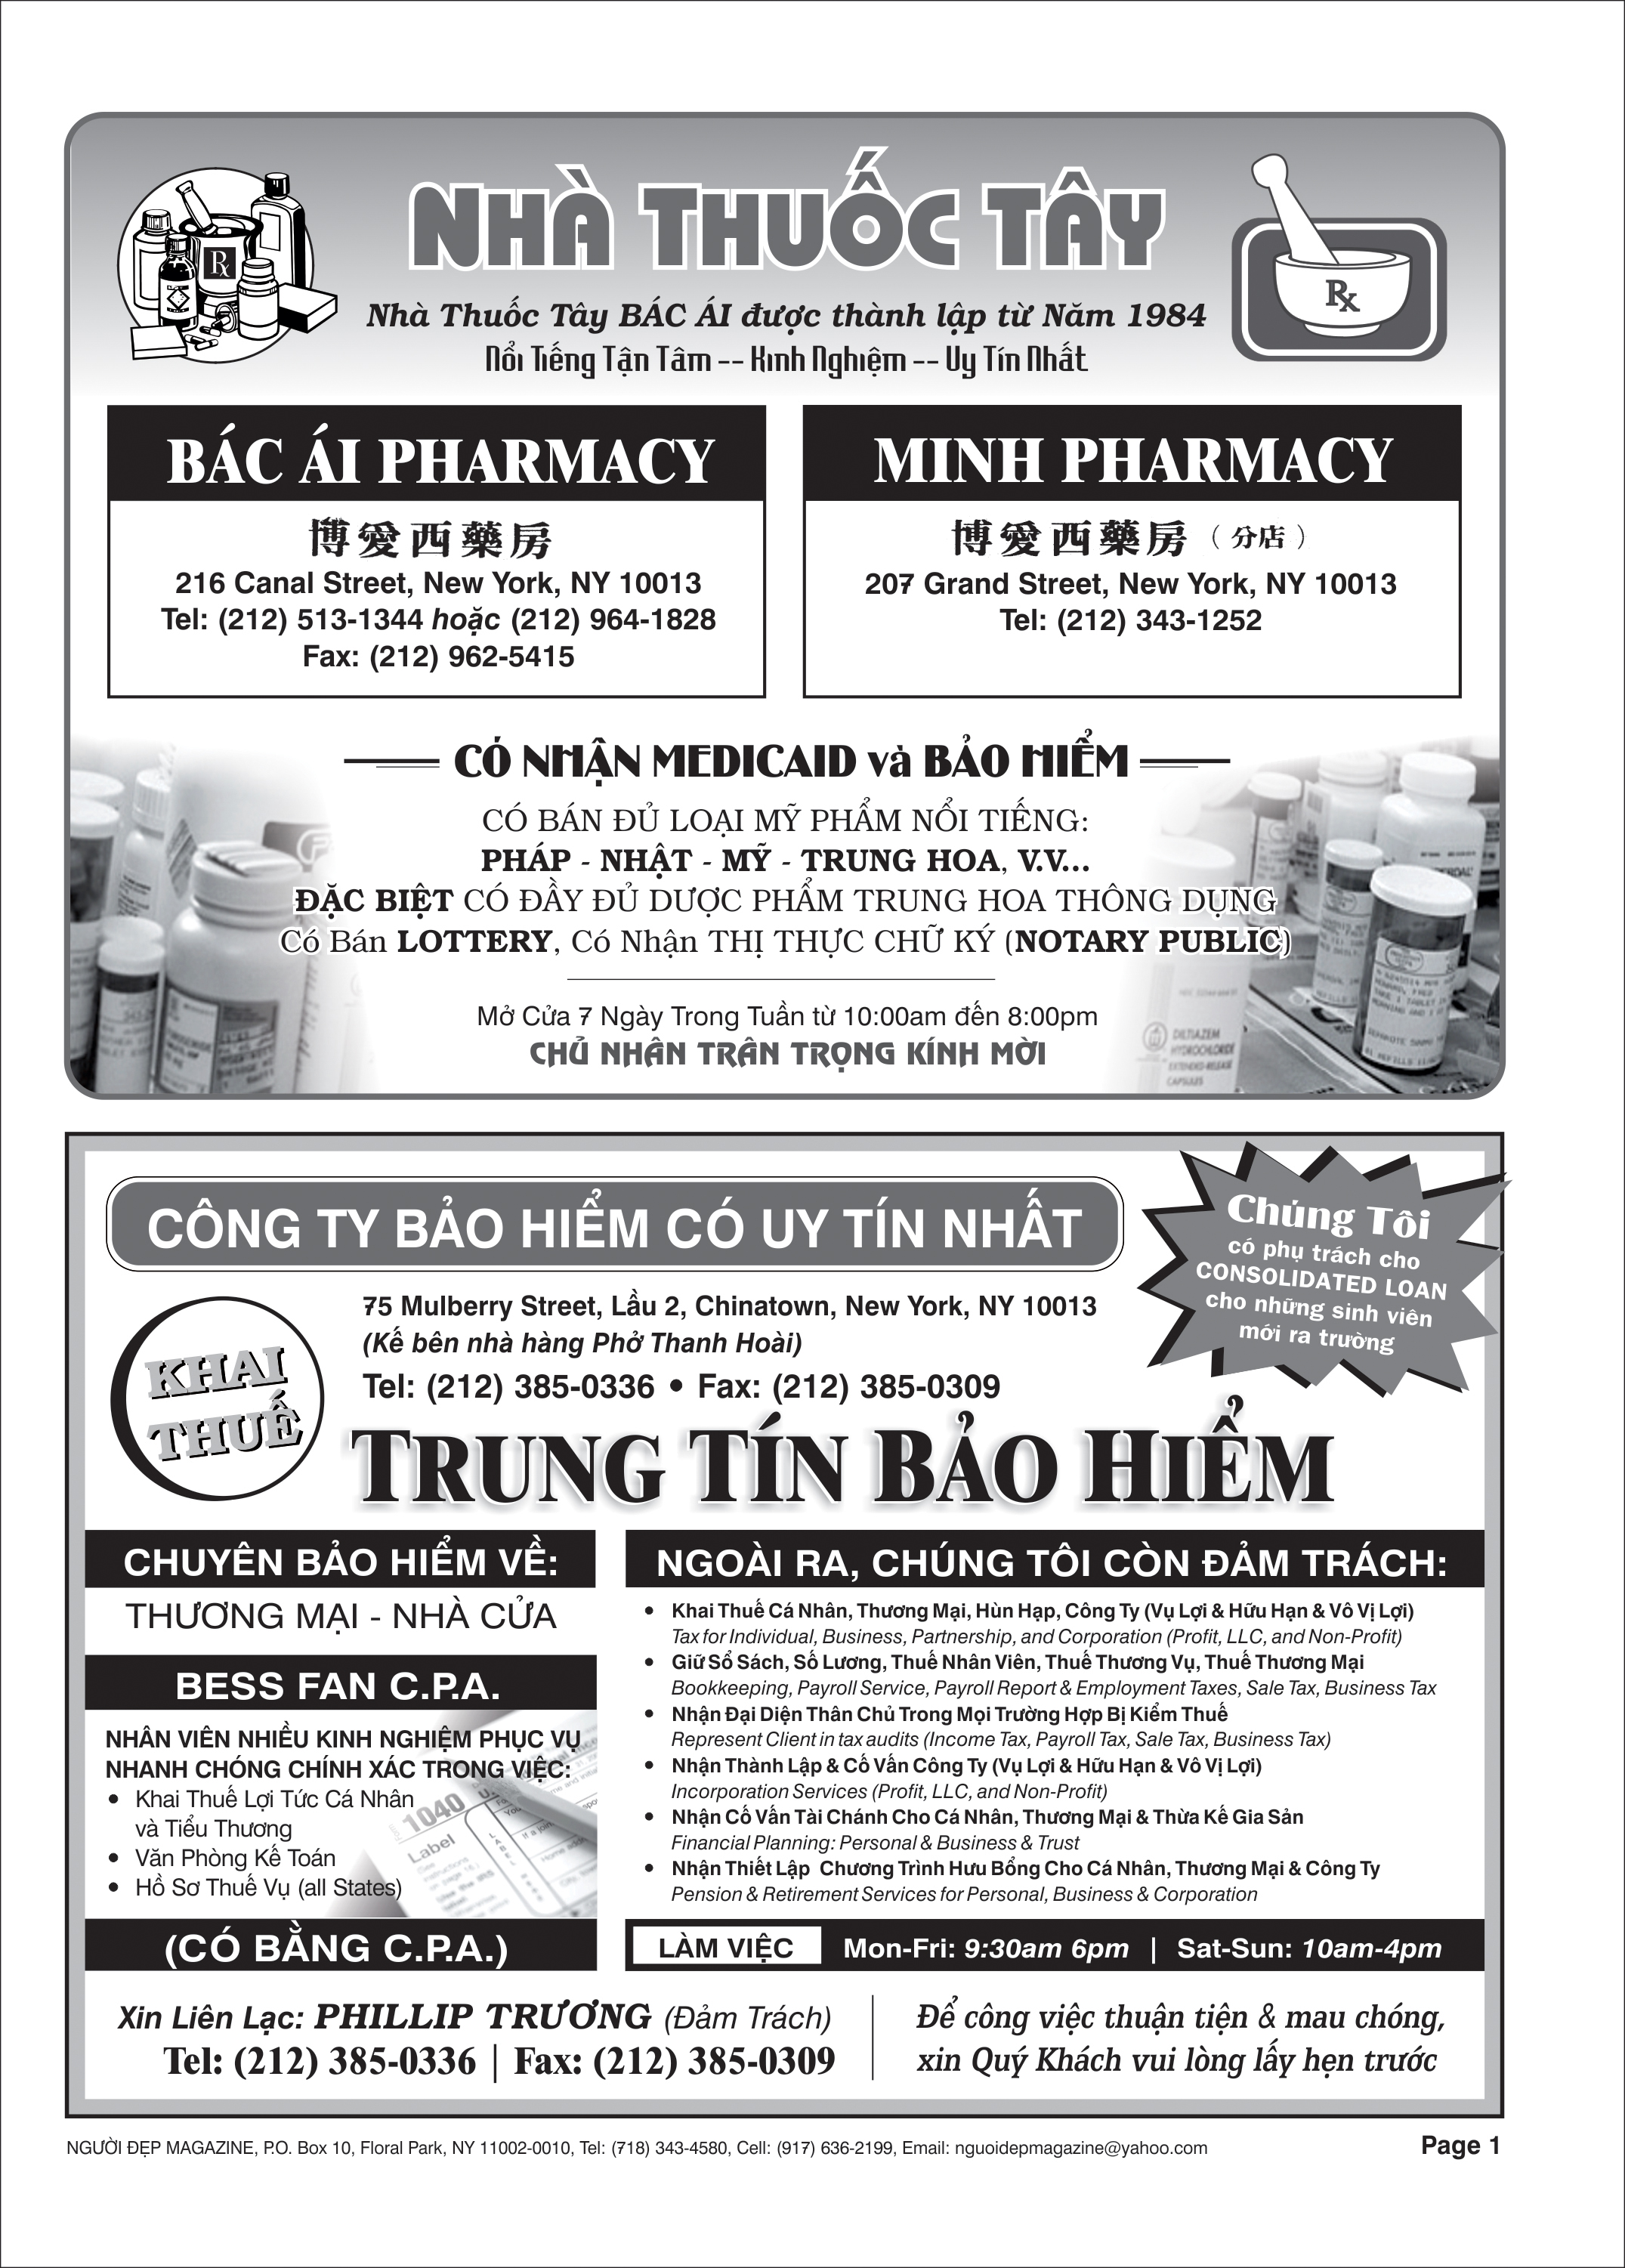 NHÀ THUỐC TÂY
Nhà Thuốc Tây BÁC ÁI được thành lập từ Năm 1984
Nổi Tiếng Tận Tâm -- Kinh Nghiệm -- Uy Tín Nhất
Rx
Rx
BÁC ÁI PHARMACY
博愛西藥房
216 Canal Street, New York, NY 10013
Tel: (212) 513-1344 hoặc (212) 964-1828
Fax: (212) 962-5415
MINH PHARMACY
博愛西藥房（分店）
207 Grand Street, New York, NY 10013
Tel: (212) 343-1252
CÓ NHẬN MEDICAID và BẢO HIỂM
CÓ BÁN ĐỦ LOẠI MỸ PHẨM NỔI TIẾNG:
PHÁP - NHẬT - MỸ - TRUNG HOA, V.V...
ĐẶC BIỆT CÓ ĐẦY ĐỦ DƯỢC PHẨM TRUNG HOA THÔNG DỤNG
Có Bán LOTTERY, Có Nhận THỊ THỰC CHỮ KÝ (NOTARY PUBLIC)
Mở Cửa 7 Ngày Trong Tuần từ 10:00am đến 8:00pm
CHỦ NHÂN TRÂN TRỌNG KÍNH MỜI
DILTIAZEM
HYDROCHLORIDE
EXTENDED-RELEASE
CAPSULES
CÔNG TY BẢO HIỂM CÓ UY TÍN NHẤT
Chúng Tôi
có phụ trách cho
CONSOLIDATED LOAN
cho những sinh viên
mới ra trường
75 Mulberry Street, Lầu 2, Chinatown, New York, NY 10013
(Kế bên nhà hàng Phở Thanh Hoài)
Tel: (212) 385-0336 • Fax: (212) 385-0309
KHAI
THUẾ
TRUNG TÍN BẢO HIỂM
CHUYÊN BẢO HIỂM VỀ:
THƯƠNG MẠI - NHÀ CỬA
BESS FAN C.P.A.
NHÂN VIÊN NHIỀU KINH NGHIỆM PHỤC VỤ
NHANH CHÓNG CHÍNH XÁC TRONG VIỆC:
• Khai Thuế Lợi Tức Cá Nhân
và Tiểu Thương
• Văn Phòng Kế Toán
• Hồ Sơ Thuế Vụ (all States)
1040
Label
(CÓ BẰNG C.P.A.)
NGOÀI RA, CHÚNG TÔI CÒN ĐẢM TRÁCH:
• Khai Thuế Cá Nhân, Thương Mại, Hùn Hạp, Công Ty (Vụ Lợi & Hữu Hạn & Vô Vị Lợi)
Tax for Individual, Business, Partnership, and Corporation (Profit, LLC, and Non-Profit)
• Giữ Sổ Sách, Số Lương, Thuế Nhân Viên, Thuế Thương Vụ, Thuế Thương Mại
Bookkeeping, Payroll Service, Payroll Report & Employment Taxes, Sale Tax, Business Tax
• Nhận Đại Diện Thân Chủ Trong Mọi Trường Hợp Bị Kiểm Thuế
Represent Client in tax audits (Income Tax, Payroll Tax, Sale Tax, Business Tax)
• Nhận Thành Lập & Cố Vấn Công Ty (Vụ Lợi & Hữu Hạn & Vô Vị Lợi)
Incorporation Services (Profit, LLC, and Non-Profit)
• Nhận Cố Vấn Tài Chánh Cho Cá Nhân, Thương Mại & Thừa Kế Gia Sản
Financial Planning: Personal & Business & Trust
• Nhận Thiết Lập Chương Trình Hưu Bổng Cho Cá Nhân, Thương Mại & Công Ty
Pension & Retirement Services for Personal, Business & Corporation
LÀM VIỆC Mon-Fri: 9:30am 6pm | Sat-Sun: 10am-4pm
Xin Liên Lạc: PHILLIP TRƯƠNG (Đảm Trách)
Tel: (212) 385-0336 | Fax: (212) 385-0309
Để công việc thuận tiện & mau chóng,
xin Quý Khách vui lòng lấy hẹn trước
NGƯỜI ĐẸP MAGAZINE, P.O. Box 10, Floral Park, NY 11002-0010, Tel: (718) 343-4580, Cell: (917) 636-2199, Email: nguoidepmagazine@yahoo.com
Page 1